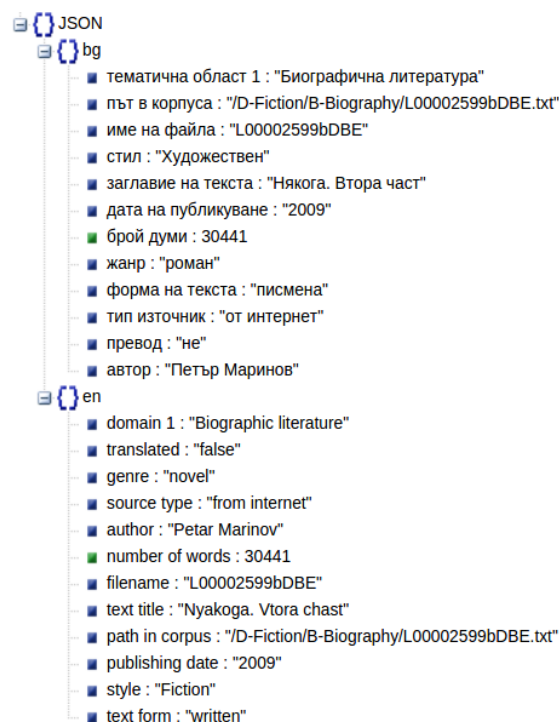 JSON
bg
тематична област 1 : "Биографична литература"
път в корпуса : "/D-Fiction/B-Biography/L00002599bDBE.txt"
име на файла : "L00002599bDBE"
стил : "Художествен"
заглавие на текста : "Някога. Втора част"
дата на публикуване : "2009"
брой думи : 30441
жанр : "роман"
форма на текста : "писмена"
тип източник : "от интернет"
превод : "не"
автор : "Петър Маринов"
en
domain 1 : "Biographic literature"
translated : "false"
genre : "novel"
source type : "from internet"
author : "Petar Marinov"
number of words : 30441
filename : "L00002599bDBE"
text title : "Nyakoga. Vtora chast"
path in corpus : "/D-Fiction/B-Biography/L00002599bDBE.txt"
publishing date : "2009"
style : "Fiction"
text form : "written"